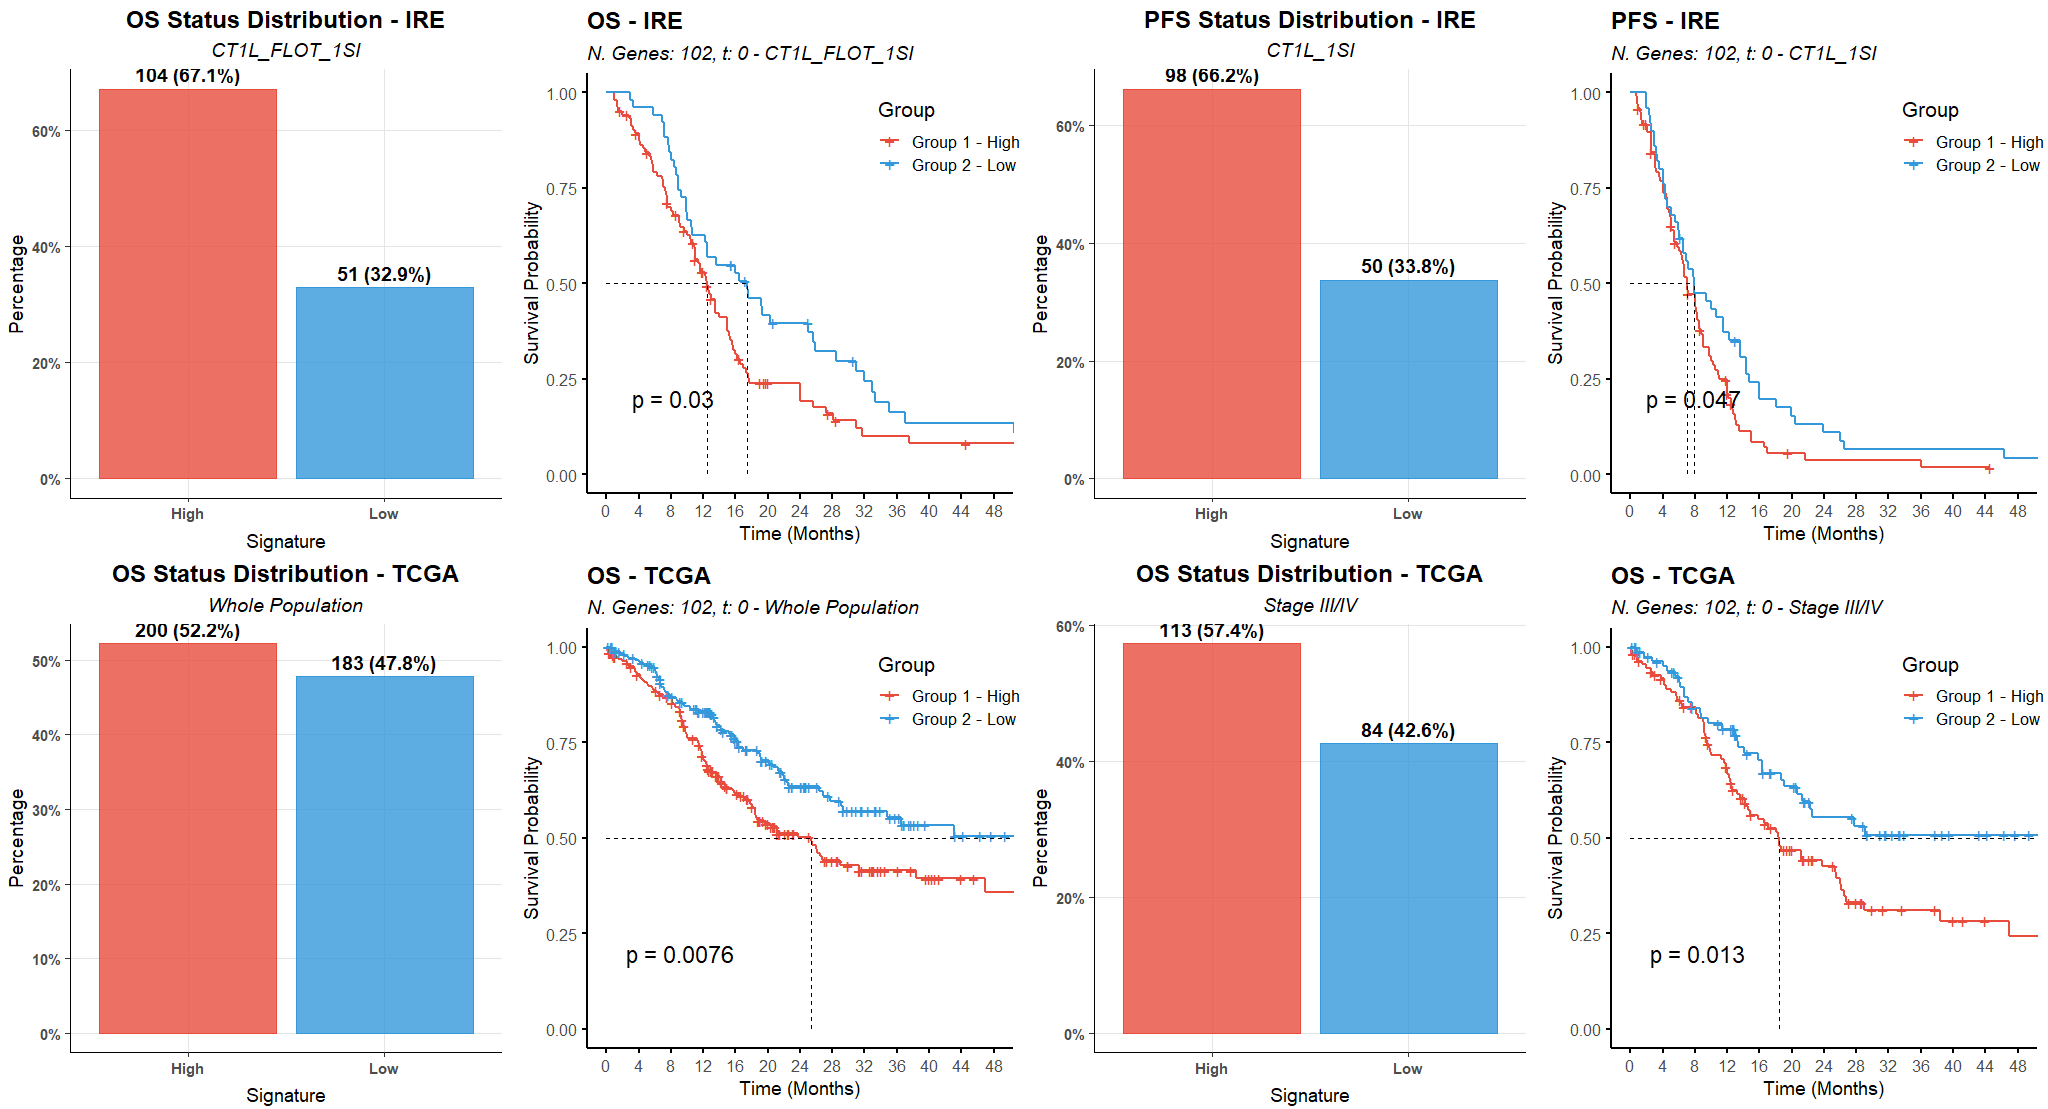 OS Status Distribution - IRE
CT1L_FLOT_1SI
104 (67.1%)
51 (32.9%)
60%
40%
20%
0%
Percentage
High
Low
Signature
OS - IRE
N. Genes: 102, t: 0 - CT1L_FLOT_1SI
Group
Group 1 - High
Group 2 - Low
1.00
0.75
0.50
0.25
0.00
Survival Probability
p = 0.03
0 4 8 12 16 20 24 28 32 36 40 44 48
Time (Months)
PFS Status Distribution - IRE
CT1L_1SI
98 (66.2%)
50 (33.8%)
60%
40%
20%
0%
Percentage
High
Low
Signature
PFS - IRE
N. Genes: 102, t: 0 - CT1L_1SI
Group
Group 1 - High
Group 2 - Low
1.00
0.75
0.50
0.25
0.00
Survival Probability
p = 0.047
0 4 8 12 16 20 24 28 32 36 40 44 48
Time (Months)
OS Status Distribution - TCGA
Whole Population
200 (52.2%)
183 (47.8%)
50%
40%
30%
20%
10%
0%
Percentage
High
Low
Signature
OS - TCGA
N. Genes: 102, t: 0 - Whole Population
Group
Group 1 - High
Group 2 - Low
1.00
0.75
0.50
0.25
0.00
Survival Probability
p = 0.0076
0 4 8 12 16 20 24 28 32 36 40 44 48
Time (Months)
OS Status Distribution - TCGA
Stage III/IV
113 (57.4%)
84 (42.6%)
60%
40%
20%
0%
Percentage
High
Low
Signature
OS - TCGA
N. Genes: 102, t: 0 - Stage III/IV
Group
Group 1 - High
Group 2 - Low
1.00
0.75
0.50
0.25
0.00
Survival Probability
p = 0.013
0 4 8 12 16 20 24 28 32 36 40 44 48
Time (Months)